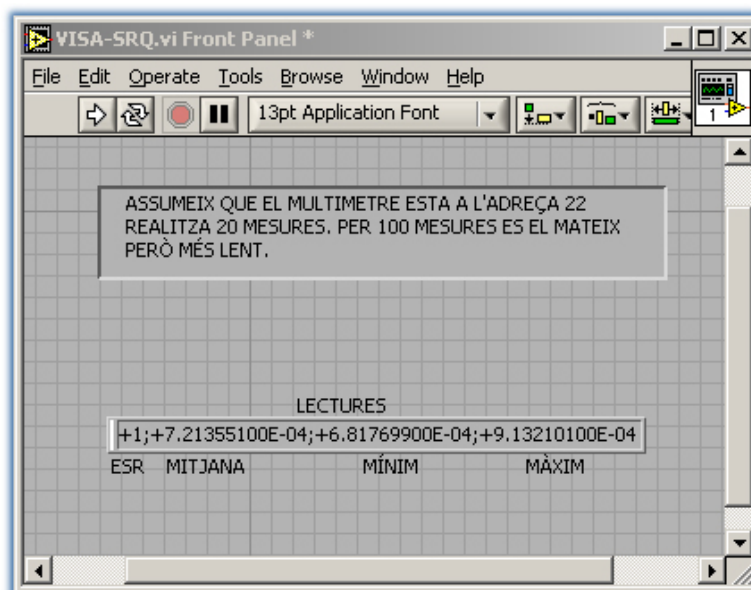 VISA-SRQ.vi Front Panel *
File Edit Operate Tools Browse Window Help
13pt Application Font
1
ASSUMEIX QUE EL MULTIMETRE ESTA A L'ADREÇA 22
REALITZA 20 MESURES. PER 100 MESURES ES EL MATEIX
PERÒ MÉS LENT.
LECTURES
+1;+7.21355100E-04;+6.81769900E-04;+9.13210100E-04
ESR MITJANA MÍNIM MÀXIM